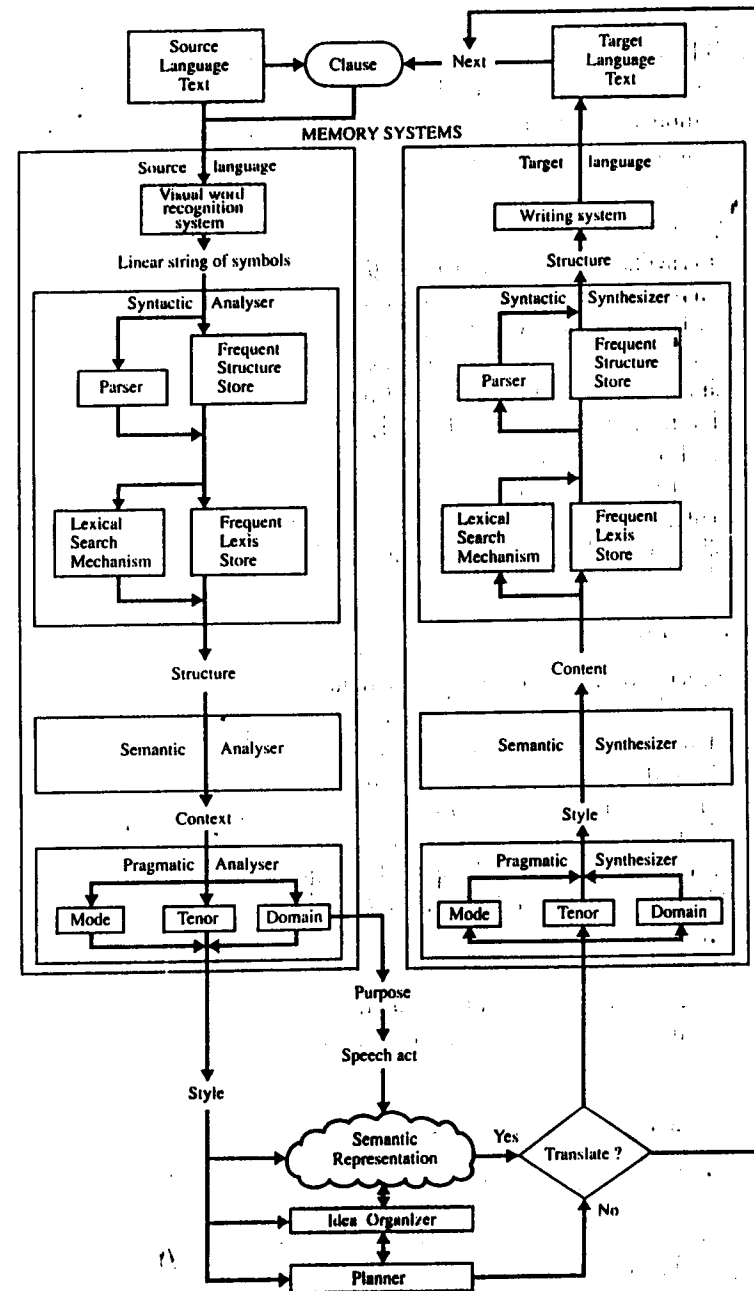 Source
Language
Text
Clause
Next
Target
Language
Text
MEMORY SYSTEMS
Source language
Visual word
recognition
system
Linear string of symbols
Syntactic Analyser
Parser
Frequent
Structure
Store
Lexical
Search
Mechanism
Frequent
Lexis
Store
Structure
Semantic Analyser
Context
Pragmatic Analyser
Mode
Tenor
Domain
Purpose
Speech act
Style
Target language
Writing system
Structure
Syntactic Synthesizer
Parser
Frequent
Structure
Store
Lexical
Search
Mechanism
Frequent
Lexis
Store
Content
Semantic Synthesizer
Style
Pragmatic Synthesizer
Mode
Tenor
Domain
Semantic
Representation
Yes
Translate ?
No
Idea Organizer
Planner